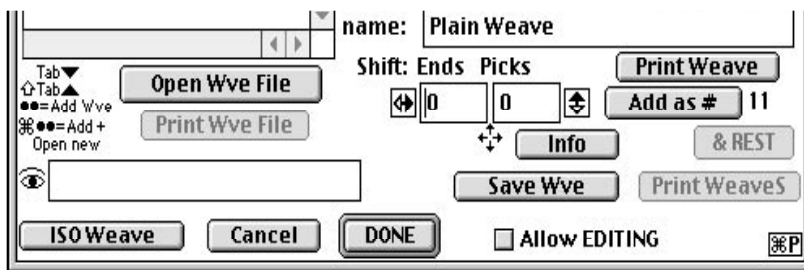 name: Plain Weave
Tab▼
⇧Tab▲
●●=Add Wve
⌘●●=Add+
Open new
Open Wve File
Print Wve File
Shift: Ends Picks
0 0
Print Weave
Add as # 11
Info
& REST
Save Wve
Print WeaveS
ISO Weave
Cancel
DONE
Allow EDITING
⌘P